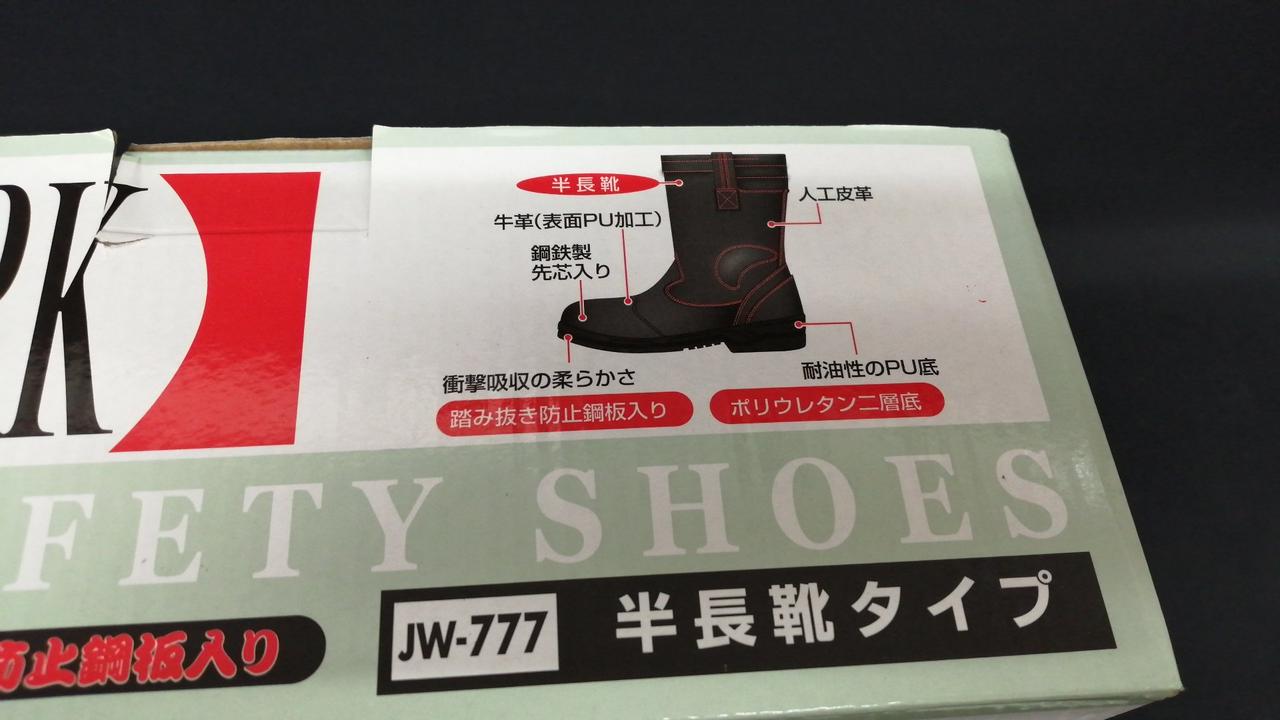 RK
半長靴
人工皮革
牛革(表面PU加工)
鋼鉄製
先芯入り
衝撃吸収の柔らかさ
耐油性のPU底
踏み抜き防止鋼板入り
ポリウレタン二層底
FETY SHOES
防止鋼板入り
JW-777 半長靴タイプ